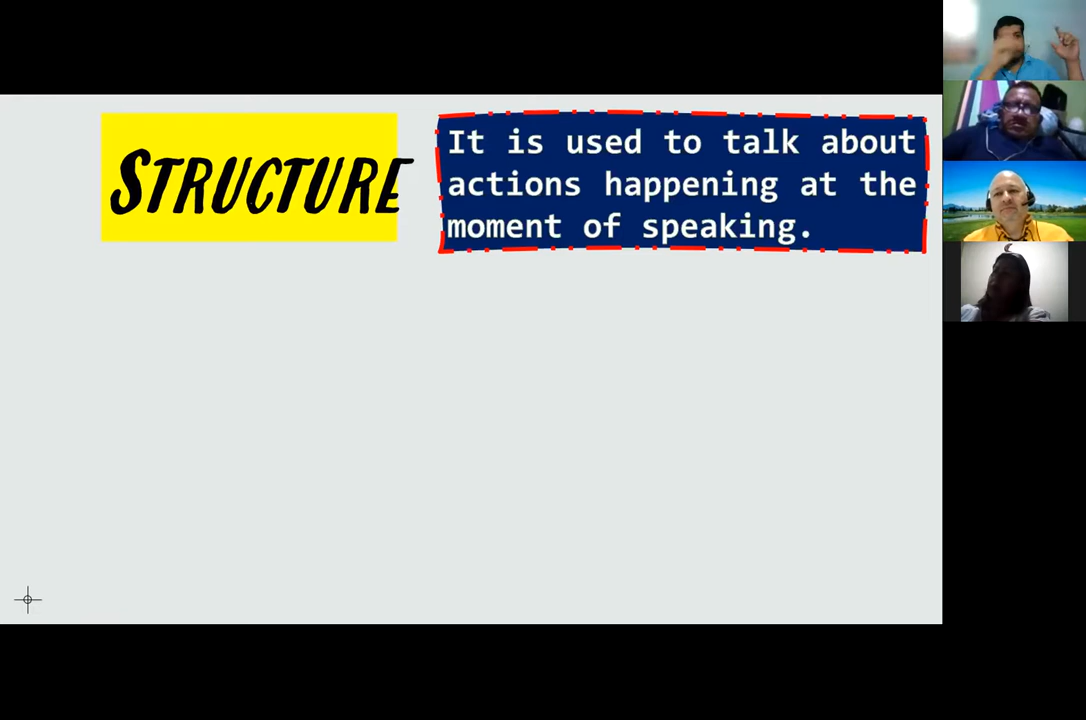 STRUCTURE
It is used to talk about
actions happening at the
moment of speaking.